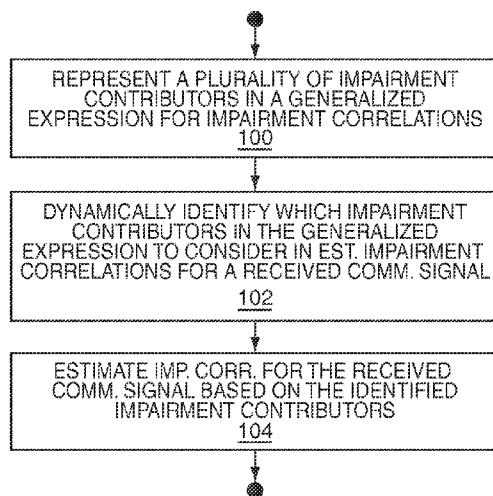 REPRESENT A PLURALITY OF IMPAIRMENT
CONTRIBUTORS IN A GENERALIZED
EXPRESSION FOR IMPAIRMENT CORRELATIONS
100
DYNAMICALLY IDENTIFY WHICH IMPAIRMENT
CONTRIBUTORS IN THE GENERALIZED
EXPRESSION TO CONSIDER IN EST. IMPAIRMENT
CORRELATIONS FOR A RECEIVED COMM. SIGNAL
102
ESTIMATE IMP. CORR. FOR THE RECEIVED
COMM. SIGNAL BASED ON THE IDENTIFIED
IMPAIRMENT CONTRIBUTORS
104